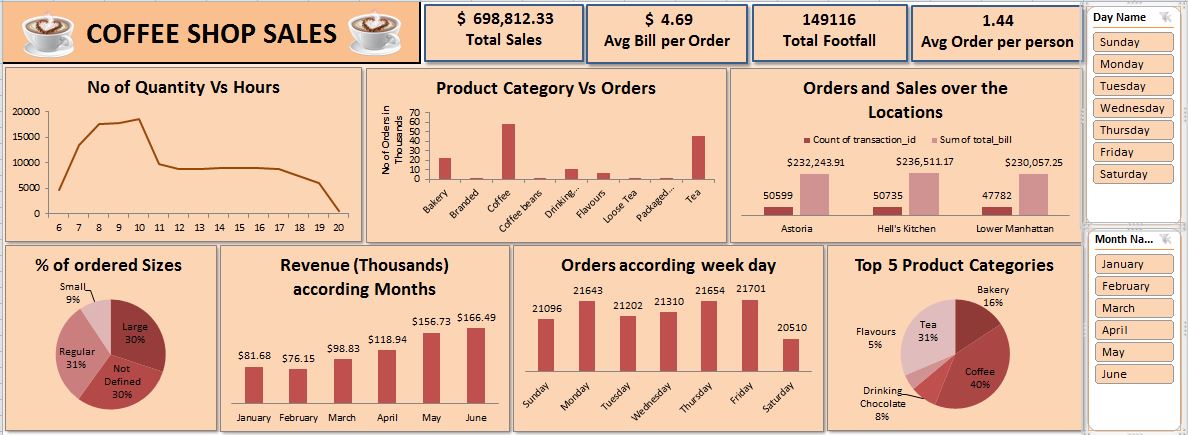 COFFEE SHOP SALES
$ 698,812.33
Total Sales
$ 4.69
Avg Bill per Order
149116
Total Footfall
1.44
Avg Order per person
Day Name
Sunday
Monday
Tuesday
Wednesday
Thursday
Friday
Saturday
No of Quantity Vs Hours
20000
15000
10000
5000
0
6 7 8 9 10 11 12 13 14 15 16 17 18 19 20
Product Category Vs Orders
No of Orders in
Thousands
70
60
50
40
30
20
10
0
Bakery
Branded
Coffee
Coffee beans
Drinking...
Flavours
Loose Tea
Packaged...
Tea
Orders and Sales over the
Locations
Count of transaction_id Sum of total_bill
$232,243.91 $236,511.17 $230,057.25
50599 50735 47782
Astoria Hell's Kitchen Lower Manhattan
Month Na...
January
February
March
April
May
June
% of ordered Sizes
Small
9%
Large
30%
Regular
31%
Not
Defined
30%
Revenue (Thousands)
according Months
$81.68 $76.15 $98.83 $118.94 $156.73 $166.49
January February March April May June
Orders according week day
21096 21643 21202 21310 21654 21701 20510
Sunday
Monday
Tuesday
Wednesday
Thursday
Friday
Saturday
Top 5 Product Categories
Bakery
16%
Tea
31%
Flavours
5%
Coffee
40%
Drinking
Chocolate
8%